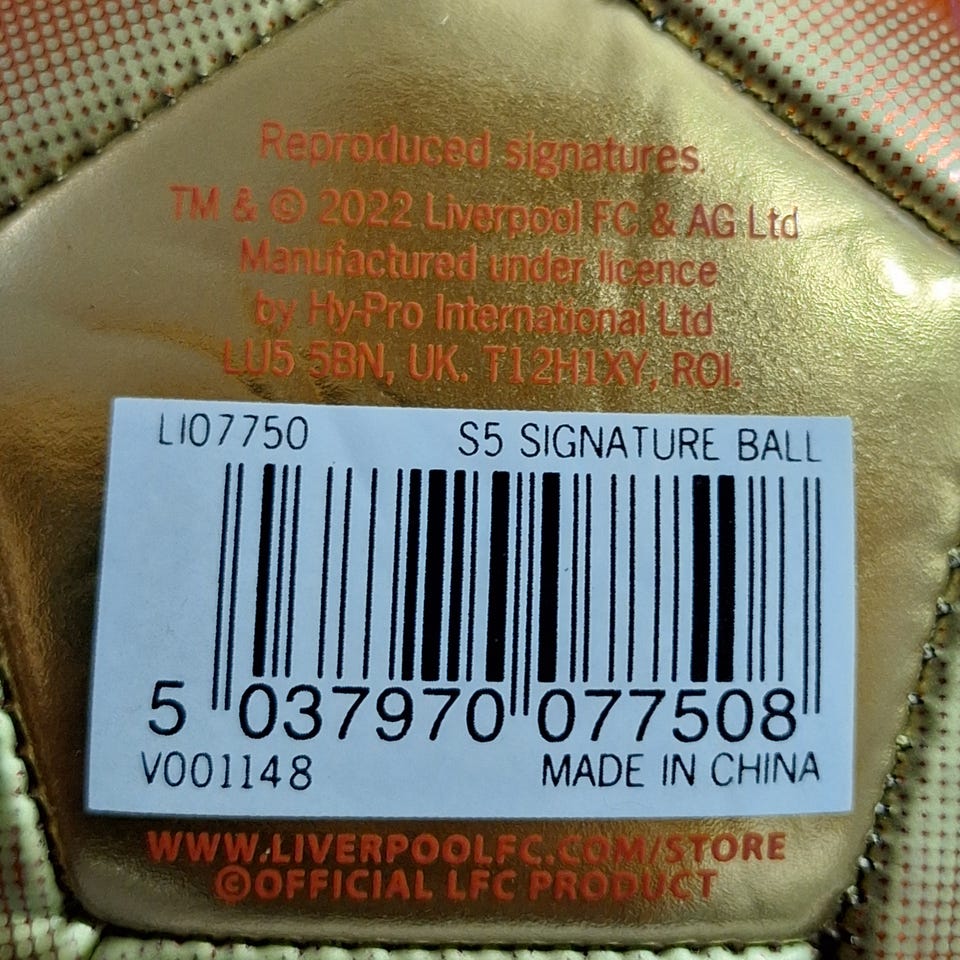 Reproduced signatures.
TM & © 2022 Liverpool FC & AG Ltd
Manufactured under licence
by Hy-Pro International Ltd
LU5 5BN, UK. T12H1XY, ROI.
LI07750 S5 SIGNATURE BALL
5 037970 077508
V001148 MADE IN CHINA
WWW.LIVERPOOLFC.COM/STORE
©OFFICIAL LFC PRODUCT